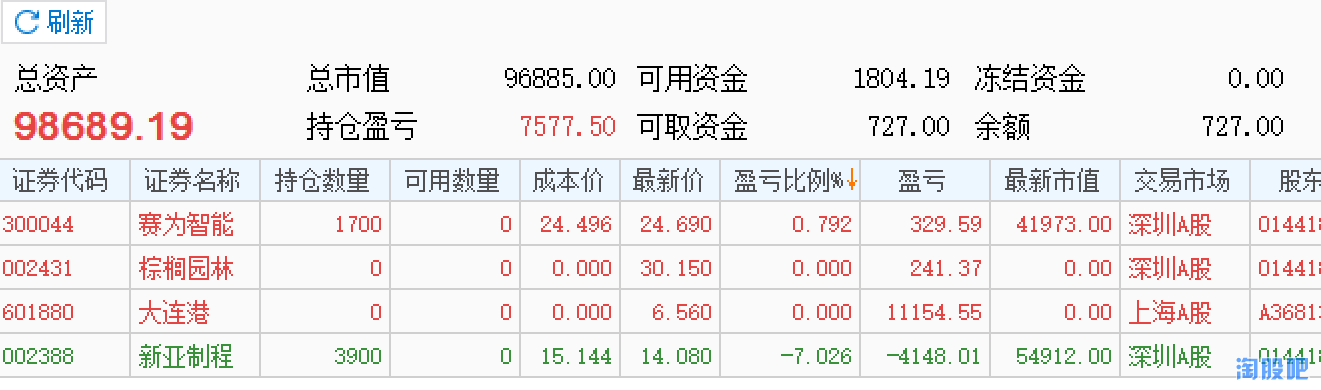 刷新
总资产 总市值 96885.00 可用资金 1804.19 冻结资金 0.00
98689.19 持仓盈亏 7577.50 可取资金 727.00 余额 727.00
证券代码 证券名称 持仓数量 可用数量 成本价 最新价 盈亏比例%↓ 盈亏 最新市值 交易市场 股东
300044 赛为智能 1700 0 24.496 24.690 0.792 329.59 41973.00 深圳A股 01441
002431 棕榈园林 0 0 0.000 30.150 0.000 241.37 0.00 深圳A股 01441
601880 大连港 0 0 0.000 6.560 0.000 11154.55 0.00 上海A股 A3681
002388 新亚制程 3900 0 15.144 14.080 -7.026 -4148.01 54912.00 深圳A股 01441
淘股吧